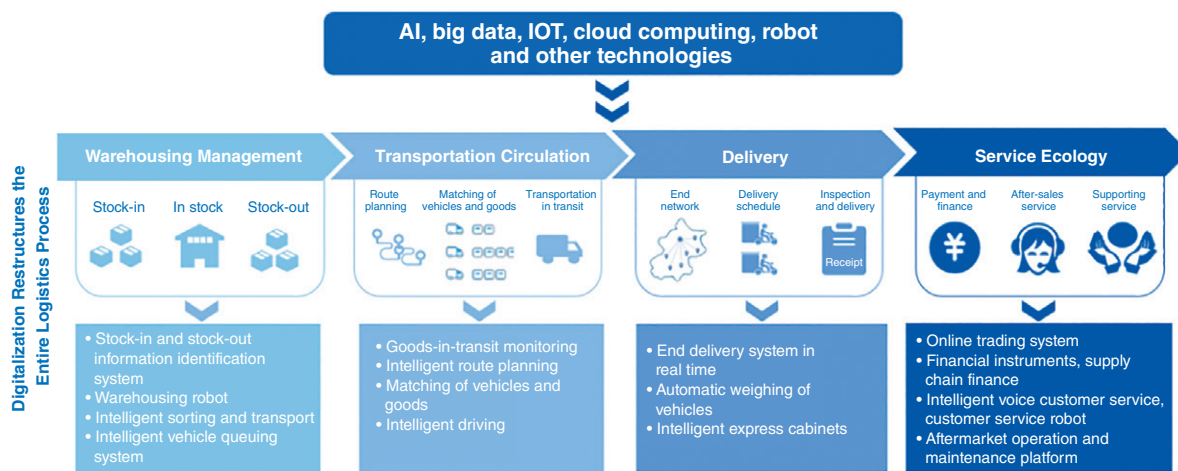 AI, big data, IOT, cloud computing, robot
and other technologies
Digitalization Restructures the
Entire Logistics Process
Warehousing Management
Stock-in
In stock
Stock-out
• Stock-in and stock-out
information identification
system
• Warehousing robot
• Intelligent sorting and transport
• Intelligent vehicle queuing
system
Transportation Circulation
Route
planning
Matching of
vehicles and goods
Transportation
in transit
• Goods-in-transit monitoring
• Intelligent route planning
• Matching of vehicles and
goods
• Intelligent driving
Delivery
End
network
Delivery
schedule
Inspection
and delivery
Receipt
• End delivery system in
real time
• Automatic weighing of
vehicles
• Intelligent express cabinets
Service Ecology
Payment and
finance
¥
After-sales
service
Supporting
service
• Online trading system
• Financial instruments, supply
chain finance
• Intelligent voice customer service,
customer service robot
• Aftermarket operation and
maintenance platform